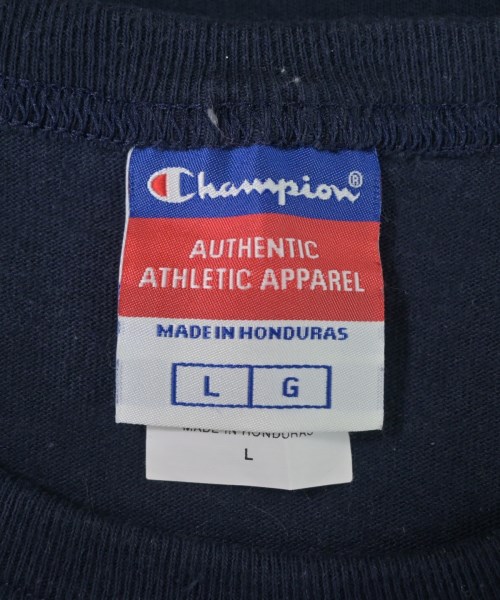 Champion®
AUTHENTIC
ATHLETIC APPAREL
MADE IN HONDURAS
L G
MADE IN HONDURAS
L